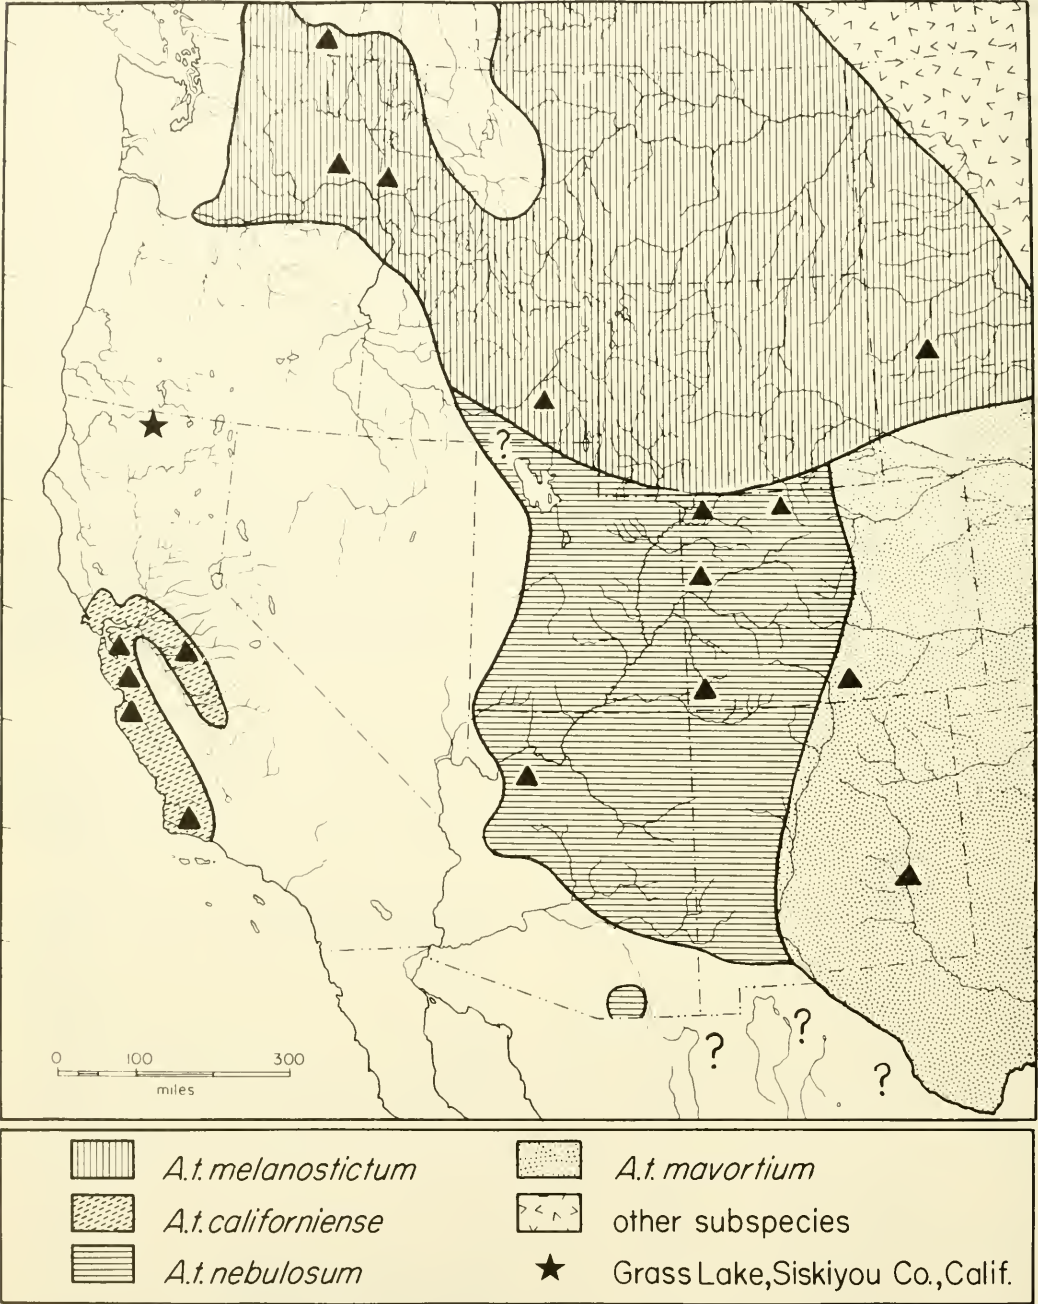 ?
?
?
?
0 100 300
miles
A.t. melanostictum
A.t. californiense
A.t. nebulosum
A.t. mavortium
other subspecies
Grass Lake, Siskiyou Co., Calif.